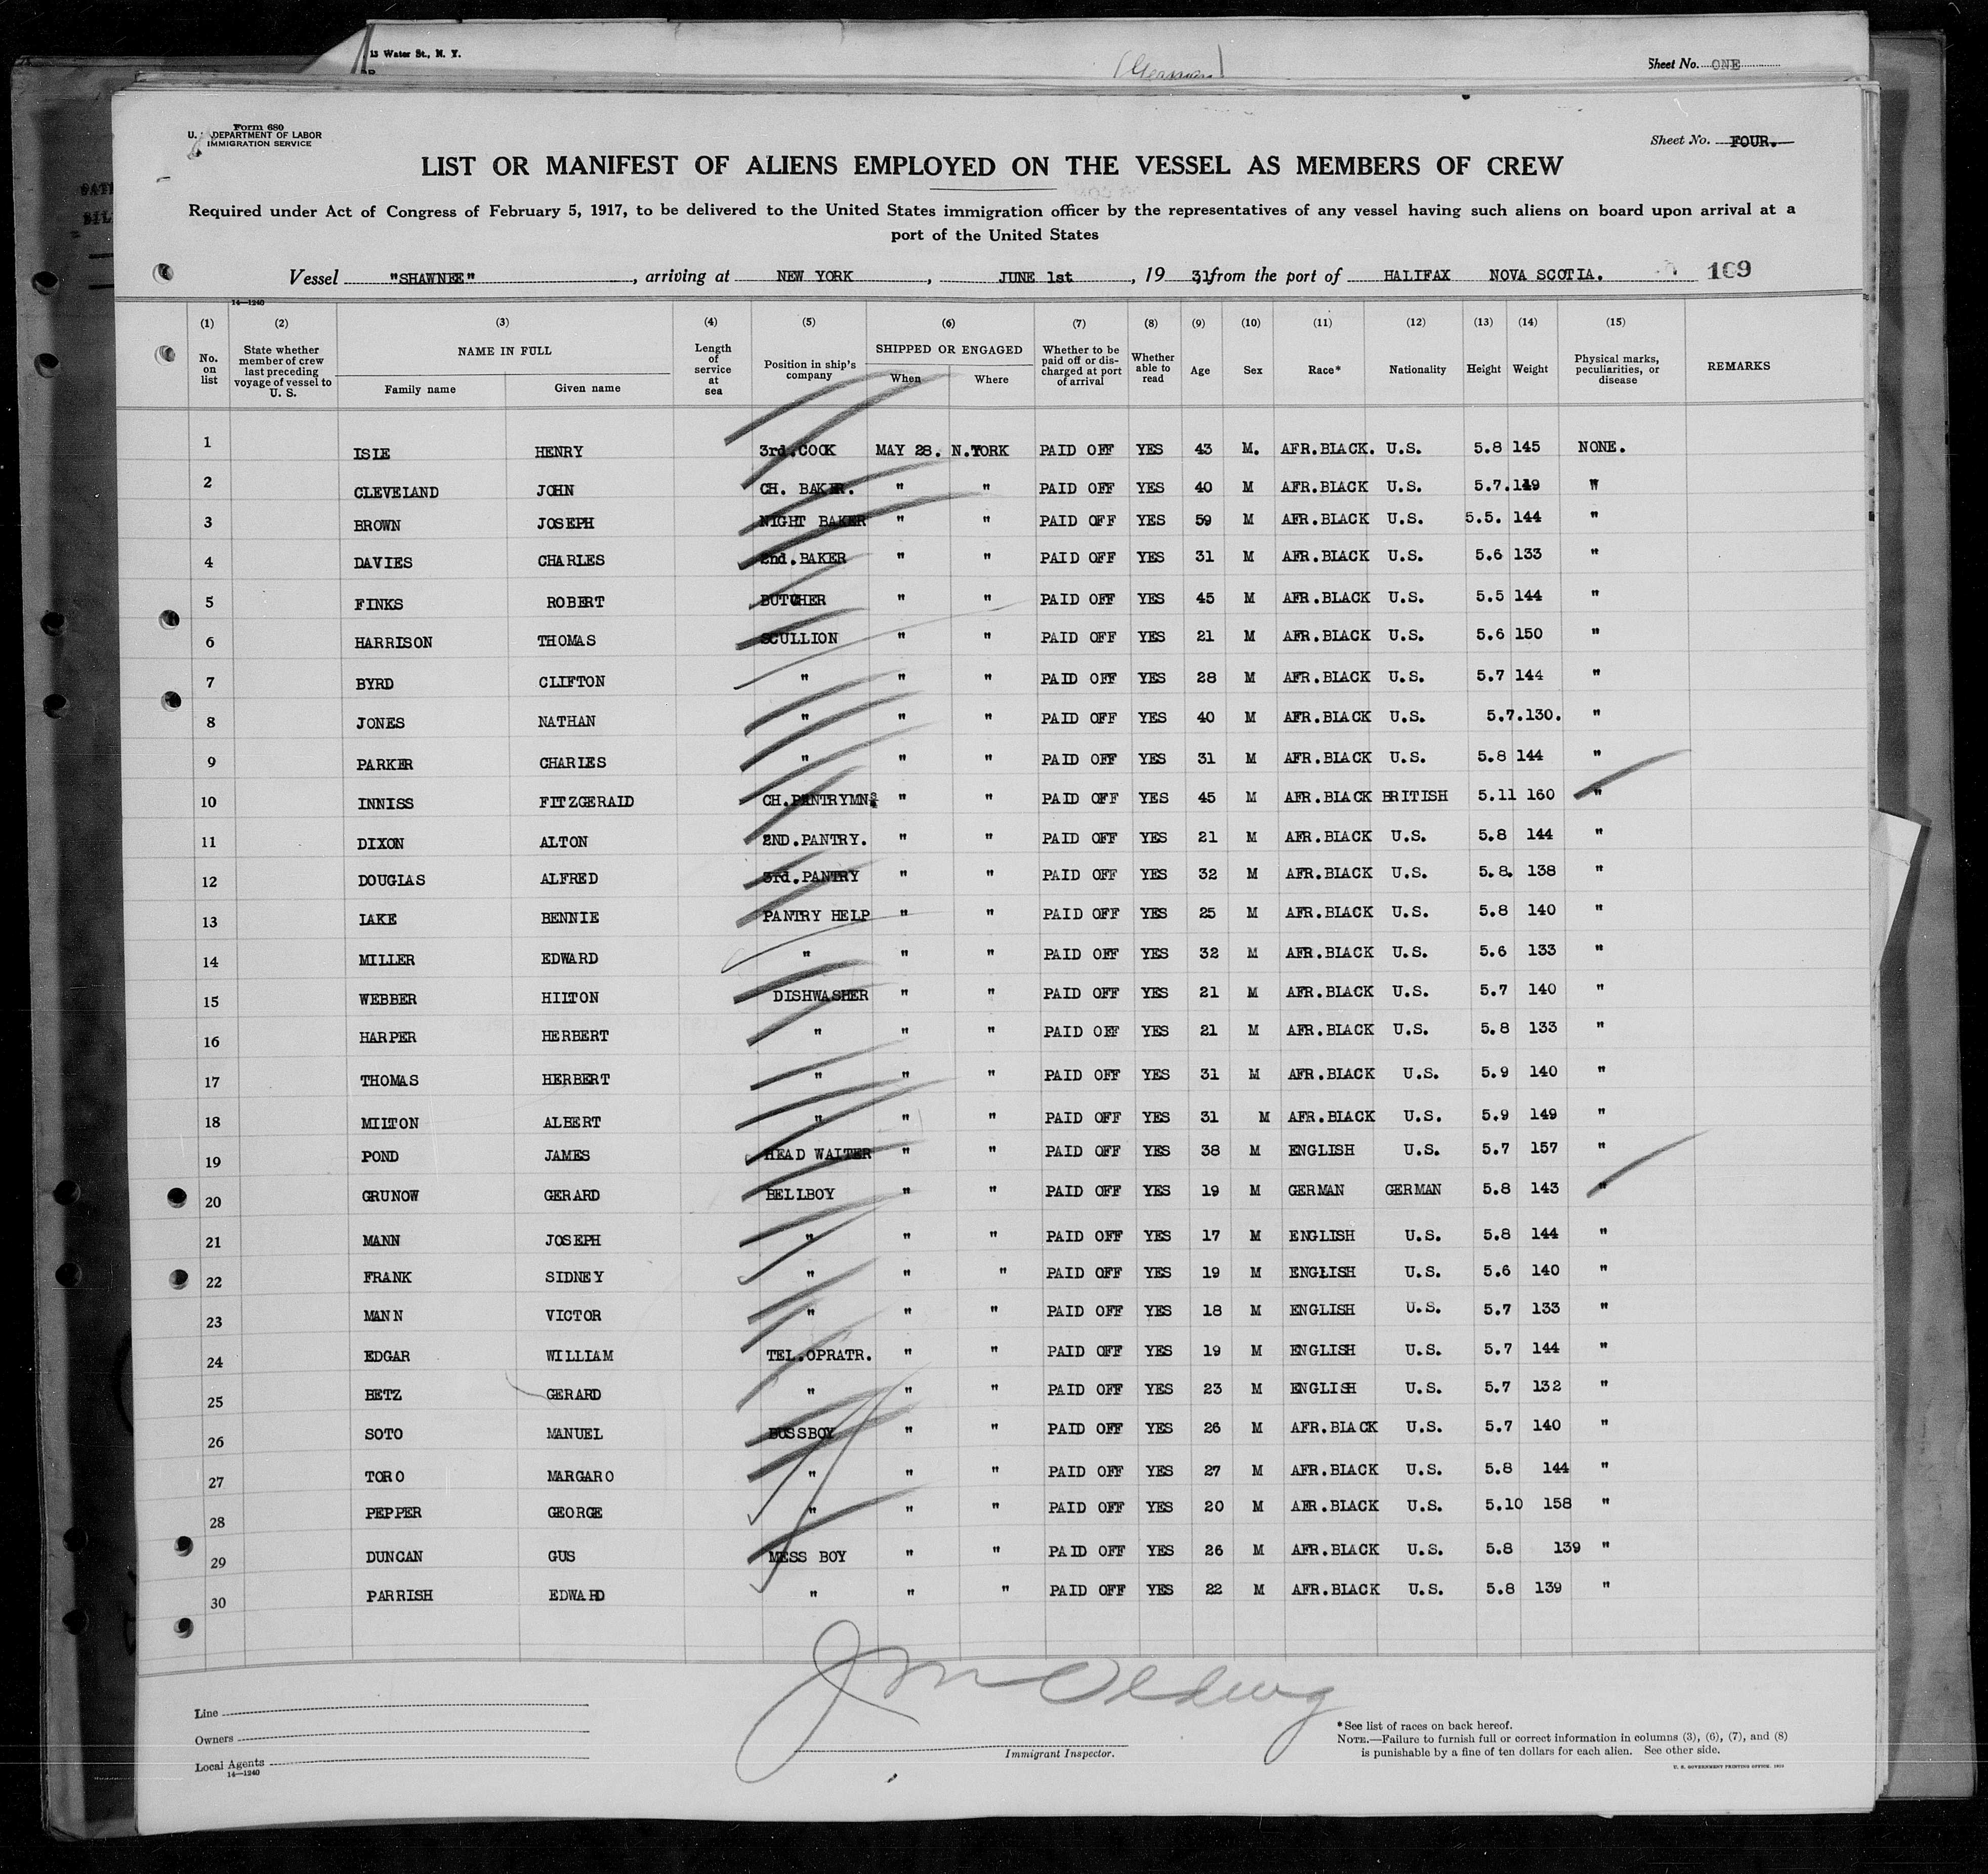 13 Water St., N. Y.
(German)
Sheet No. ONE
Form 680
U. S. DEPARTMENT OF LABOR
IMMIGRATION SERVICE
Sheet No. FOUR.
LIST OR MANIFEST OF ALIENS EMPLOYED ON THE VESSEL AS MEMBERS OF CREW
Required under Act of Congress of February 5, 1917, to be delivered to the United States immigration officer by the representatives of any vessel having such aliens on board upon arrival at a
port of the United States
Vessel "SHAWNEE", arriving at NEW YORK, JUNE 1st, 19 31, from the port of HALIFAX NOVA SCOTIA. 109
14—1240
(1) (2) (3) (4) (5) (6) (7) (8) (9) (10) (11) (12) (13) (14) (15)
No. on list State whether member of crew last preceding voyage of vessel to U. S. NAME IN FULL Family name Given name Length of service at sea Position in ship's company SHIPPED OR ENGAGED When Where Whether to be paid off or discharged at port of arrival Whether able to read Age Sex Race* Nationality Height Weight Physical marks, peculiarities, or disease REMARKS
1 ISIE HENRY 3rd.COOK MAY 28. N.YORK PAID OFF YES 43 M. AFR.BLACK. U.S. 5.8 145 NONE.
2 CLEVELAND JOHN CH. BAKER. " " PAID OFF YES 40 M AFR.BLACK U.S. 5.7. 149 "
3 BROWN JOSEPH NIGHT BAKER " " PAID OFF YES 59 M AFR.BLACK U.S. 5.5. 144 "
4 DAVIES CHARLES 2nd.BAKER " " PAID OFF YES 31 M AFR.BLACK U.S. 5.6 133 "
5 FINKS ROBERT BUTCHER " " PAID OFF YES 45 M AFR.BLACK U.S. 5.5 144 "
6 HARRISON THOMAS SCULLION " " PAID OFF YES 21 M AFR.BLACK U.S. 5.6 150 "
7 BYRD CLIFTON " " " PAID OFF YES 28 M AFR.BLACK U.S. 5.7 144 "
8 JONES NATHAN " " " PAID OFF YES 40 M AFR.BLACK U.S. 5.7.130. "
9 PARKER CHARLES " " " PAID OFF YES 31 M AFR.BLACK U.S. 5.8 144 "
10 INNISS FITZGERALD CH.PANTRYMNS " " PAID OFF YES 45 M AFR.BLACK BRITISH 5.11 160 "
11 DIXON ALTON 2ND.PANTRY. " " PAID OFF YES 21 M AFR.BLACK U.S. 5.8 144 "
12 DOUGLAS ALFRED 3rd.PANTRY " " PAID OFF YES 32 M AFR.BLACK U.S. 5.8. 138 "
13 LAKE BENNIE PANTRY HELP " " PAID OFF YES 25 M AFR.BLACK U.S. 5.8 140 "
14 MILLER EDWARD " " " PAID OFF YES 32 M AFR.BLACK U.S. 5.6 133 "
15 WEBBER HILTON DISHWASHER " " PAID OFF YES 21 M AFR.BLACK U.S. 5.7 140 "
16 HARPER HERBERT " " " PAID OFF YES 21 M AFR.BLACK U.S. 5.8 133 "
17 THOMAS HERBERT " " " PAID OFF YES 31 M AFR.BLACK U.S. 5.9 140 "
18 MILTON ALBERT " " " PAID OFF YES 31 M AFR.BLACK U.S. 5.9 149 "
19 POND JAMES HEAD WAITER " " PAID OFF YES 38 M ENGLISH U.S. 5.7 157 "
20 GRUNOW GERARD BELLBOY " " PAID OFF YES 19 M GERMAN GERMAN 5.8 143 "
21 MANN JOSEPH " " " PAID OFF YES 17 M ENGLISH U.S. 5.8 144 "
22 FRANK SIDNEY " " " PAID OFF YES 19 M ENGLISH U.S. 5.6 140 "
23 MANN VICTOR " " " PAID OFF YES 18 M ENGLISH U.S. 5.7 133 "
24 EDGAR WILLIAM TEL.OPRATR. " " PAID OFF YES 19 M ENGLISH U.S. 5.7 144 "
25 BETZ GERARD " " " PAID OFF YES 23 M ENGLISH U.S. 5.7 132 "
26 SOTO MANUEL BUSSBOY " " PAID OFF YES 26 M AFR.BLACK U.S. 5.7 140 "
27 TORO MARGARO " " " PAID OFF YES 27 M AFR.BLACK U.S. 5.8 144 "
28 PEPPER GEORGE " " " PAID OFF YES 20 M AFR.BLACK U.S. 5.10 158 "
29 DUNCAN GUS MESS BOY " " PAID OFF YES 26 M AFR.BLACK U.S. 5.8 139 "
30 PARRISH EDWARD " " " PAID OFF YES 22 M AFR.BLACK U.S. 5.8 139 "
Line
Owners
Local Agents
14—1240
Immigrant Inspector.
*See list of races on back hereof.
NOTE.—Failure to furnish full or correct information in columns (3), (6), (7), and (8)
is punishable by a fine of ten dollars for each alien. See other side.